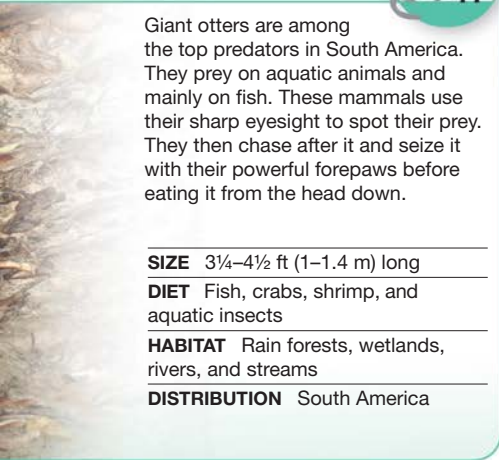 Giant otters are among
the top predators in South America.
They prey on aquatic animals and
mainly on fish. These mammals use
their sharp eyesight to spot their prey.
They then chase after it and seize it
with their powerful forepaws before
eating it from the head down.
SIZE 3¼–4½ ft (1–1.4 m) long
DIET Fish, crabs, shrimp, and
aquatic insects
HABITAT Rain forests, wetlands,
rivers, and streams
DISTRIBUTION South America